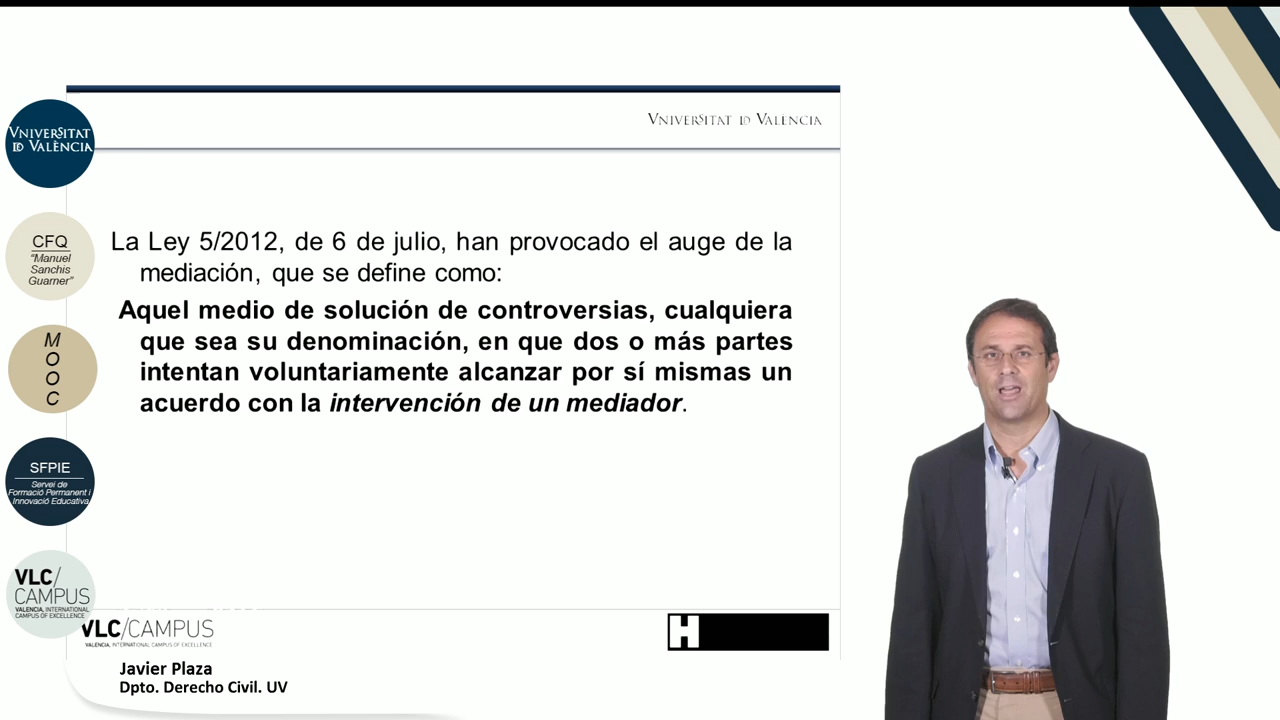 VNIVERSITAT
ID VALÈNCIA
CFQ
"Manuel
Sanchis
Guarner"
M
O
O
C
SFPIE
Servei de
Formació Permanent i
Innovació Educativa
VLC/
CAMPUS
VALENCIA, INTERNATIONAL
CAMPUS OF EXCELLENCE
VNIVERSITAT ID VALÈNCIA
La Ley 5/2012, de 6 de julio, han provocado el auge de la
mediación, que se define como:
Aquel medio de solución de controversias, cualquiera
que sea su denominación, en que dos o más partes
intentan voluntariamente alcanzar por sí mismas un
acuerdo con la intervención de un mediador.
VLC/CAMPUS
VALENCIA, INTERNATIONAL CAMPUS OF EXCELLENCE
H
Javier Plaza
Dpto. Derecho Civil. UV